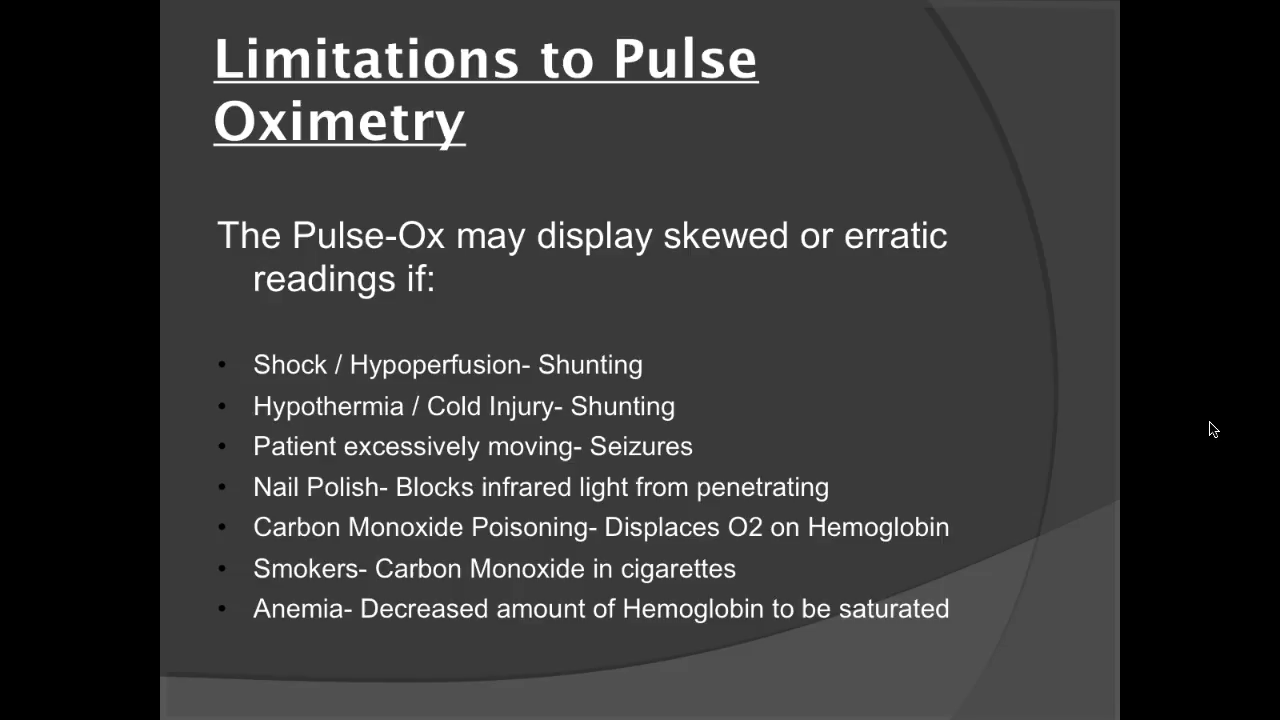 Limitations to Pulse
Oximetry
The Pulse-Ox may display skewed or erratic
readings if:
• Shock / Hypoperfusion- Shunting
• Hypothermia / Cold Injury- Shunting
• Patient excessively moving- Seizures
• Nail Polish- Blocks infrared light from penetrating
• Carbon Monoxide Poisoning- Displaces O2 on Hemoglobin
• Smokers- Carbon Monoxide in cigarettes
• Anemia- Decreased amount of Hemoglobin to be saturated